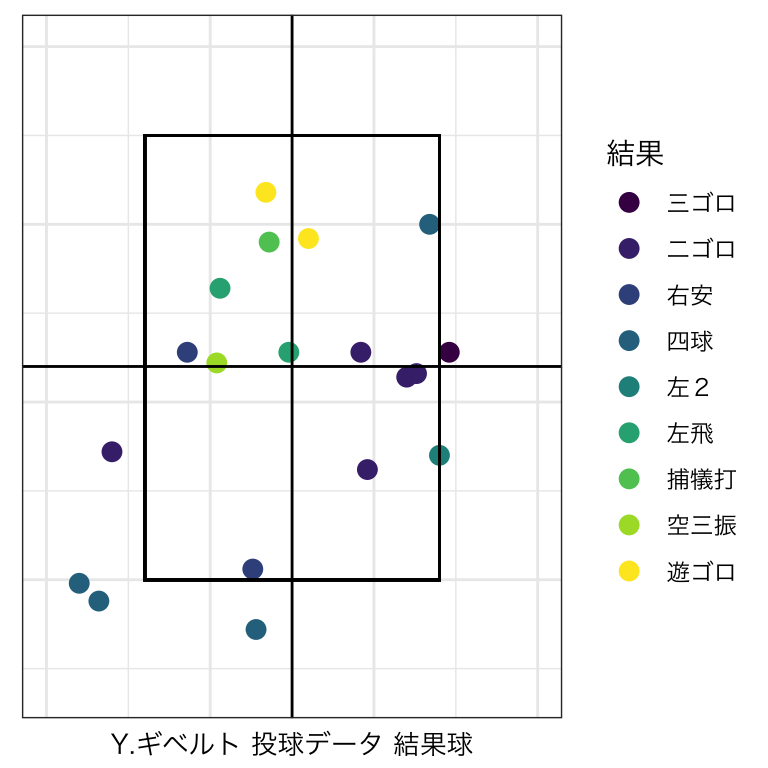 結果
三ゴロ
二ゴロ
右安
四球
左２
左飛
捕犠打
空三振
遊ゴロ
Y.ギベルト 投球データ 結果球